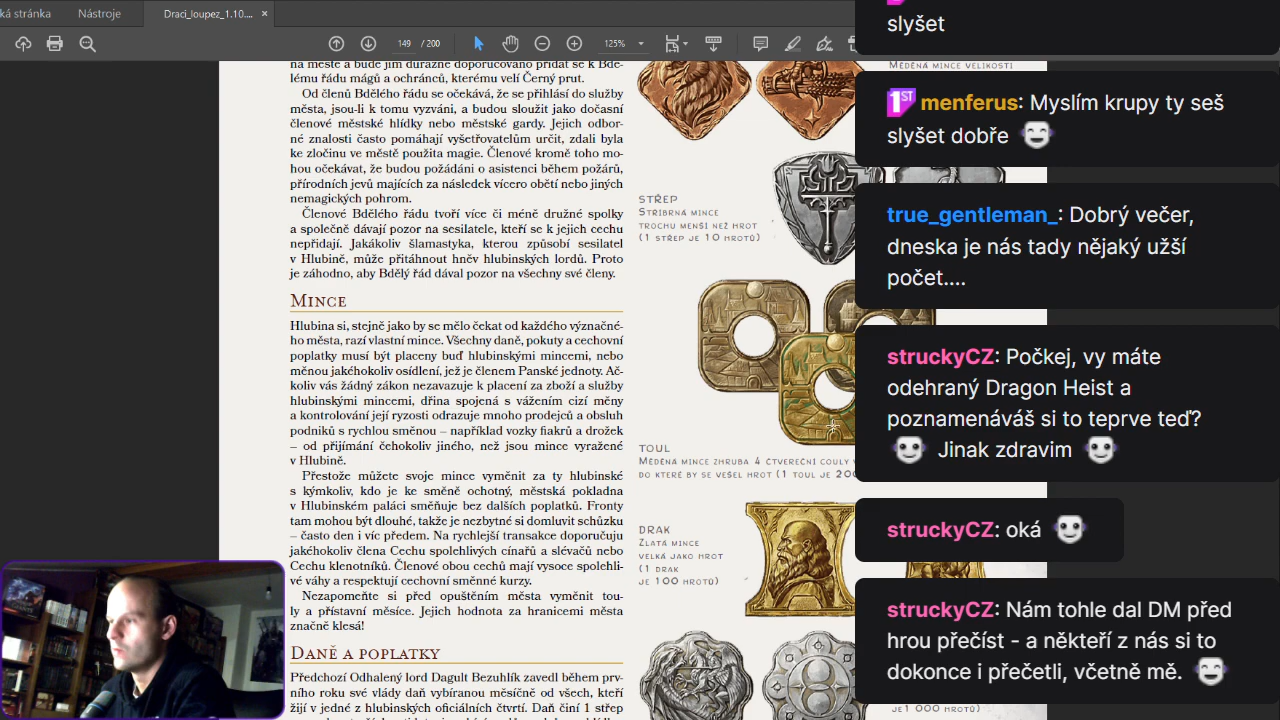 ká stránka
Nástroje
Draci_loupez_1.10.... ×
149 / 200
125%
na městě a bude jim důrazně doporučováno přidat se k Bdě-
lému řádu mágů a ochránců, kterému velí Černý prut.
Od členů Bdělého řádu se očekává, že se přihlásí do služby
města, jsou-li k tomu vyzváni, a budou sloužit jako dočasní
členové městské hlídky nebo městské gardy. Jejich odbor-
né znalosti často pomáhají vyšetřovatelům určit, zdali byla
ke zločinu ve městě použita magie. Členové kromě toho mo-
hou očekávat, že budou požádáni o asistenci během požárů,
přírodních jevů majících za následek vícero obětí nebo jiných
nemagických pohrom.
Členové Bdělého řádu tvoří více či méně družné spolky
a společně dávají pozor na sesilatele, kteří se k jejich cechu
nepřidají. Jakákoliv šlamastyka, kterou způsobí sesilatel
v Hlubině, může přitáhnout hněv hlubinských lordů. Proto
je záhodno, aby Bdělý řád dával pozor na všechny své členy.
Mince
Hlubina si, stejně jako by se mělo čekat od každého význačné-
ho města, razí vlastní mince. Všechny daně, pokuty a cechovní
poplatky musí být placeny buď hlubinskými mincemi, nebo
měnou jakéhokoliv osídlení, jež je členem Panské jednoty. Ač-
koliv vás žádný zákon nezavazuje k placení za zboží a služby
hlubinskými mincemi, dřina spojená s vážením cizí měny
a kontrolování její ryzosti odrazuje mnoho prodejců a obsluh
podniků s rychlou směnou – například vozky fiakrů a drožek
– od přijímání čehokoliv jiného, než jsou mince vyražené
v Hlubině.
Přestože můžete svoje mince vyměnit za ty hlubinské
s kýmkoliv, kdo je ke směně ochotný, městská pokladna
v Hlubinském paláci směňuje bez dalších poplatků. Fronty
tam mohou být dlouhé, takže je nezbytné si domluvit schůzku
– často den i víc předem. Na rychlejší transakce doporučuju
jakéhokoliv člena Cechu spolehlivých cínařů a slévačů nebo
Cechu klenotníků. Členové obou cechů mají vysoce spolehli-
vé váhy a respektují cechovní směnné kurzy.
Nezapomeňte si před opuštěním města vyměnit tou-
ly a přístavní měsíce. Jejich hodnota za hranicemi města
značně klesá!
Daně a poplatky
Předchozí Odhalený lord Dagult Bezuhlík zavedl během prv-
ního roku své vlády daň vybíranou měsíčně od všech, kteří
žijí v jedné z hlubinských oficiálních čtvrtí. Daň činí 1 střep
Měděná mince velikosti
Střep
Stříbrná mince
trochu menší než hrot
(1 střep je 10 hrotů)
Toul
Měděná mince zhruba 4 čtvereční couly
do které by se vešel hrot (1 toul je 200
Drak
Zlatá mince
velká jako hrot
(1 drak
je 100 hrotů)
je 1 000 hrotů)
slyšet
menferus: Myslím krupy ty seš
slyšet dobře
true_gentleman_: Dobrý večer,
dneska je nás tady nějaký užší
počet....
struckyCZ: Počkej, vy máte
odehraný Dragon Heist a
poznamenáváš si to teprve teď?
Jinak zdravim
struckyCZ: oká
struckyCZ: Nám tohle dal DM před
hrou přečíst - a někteří z nás si to
dokonce i přečetli, včetně mě.